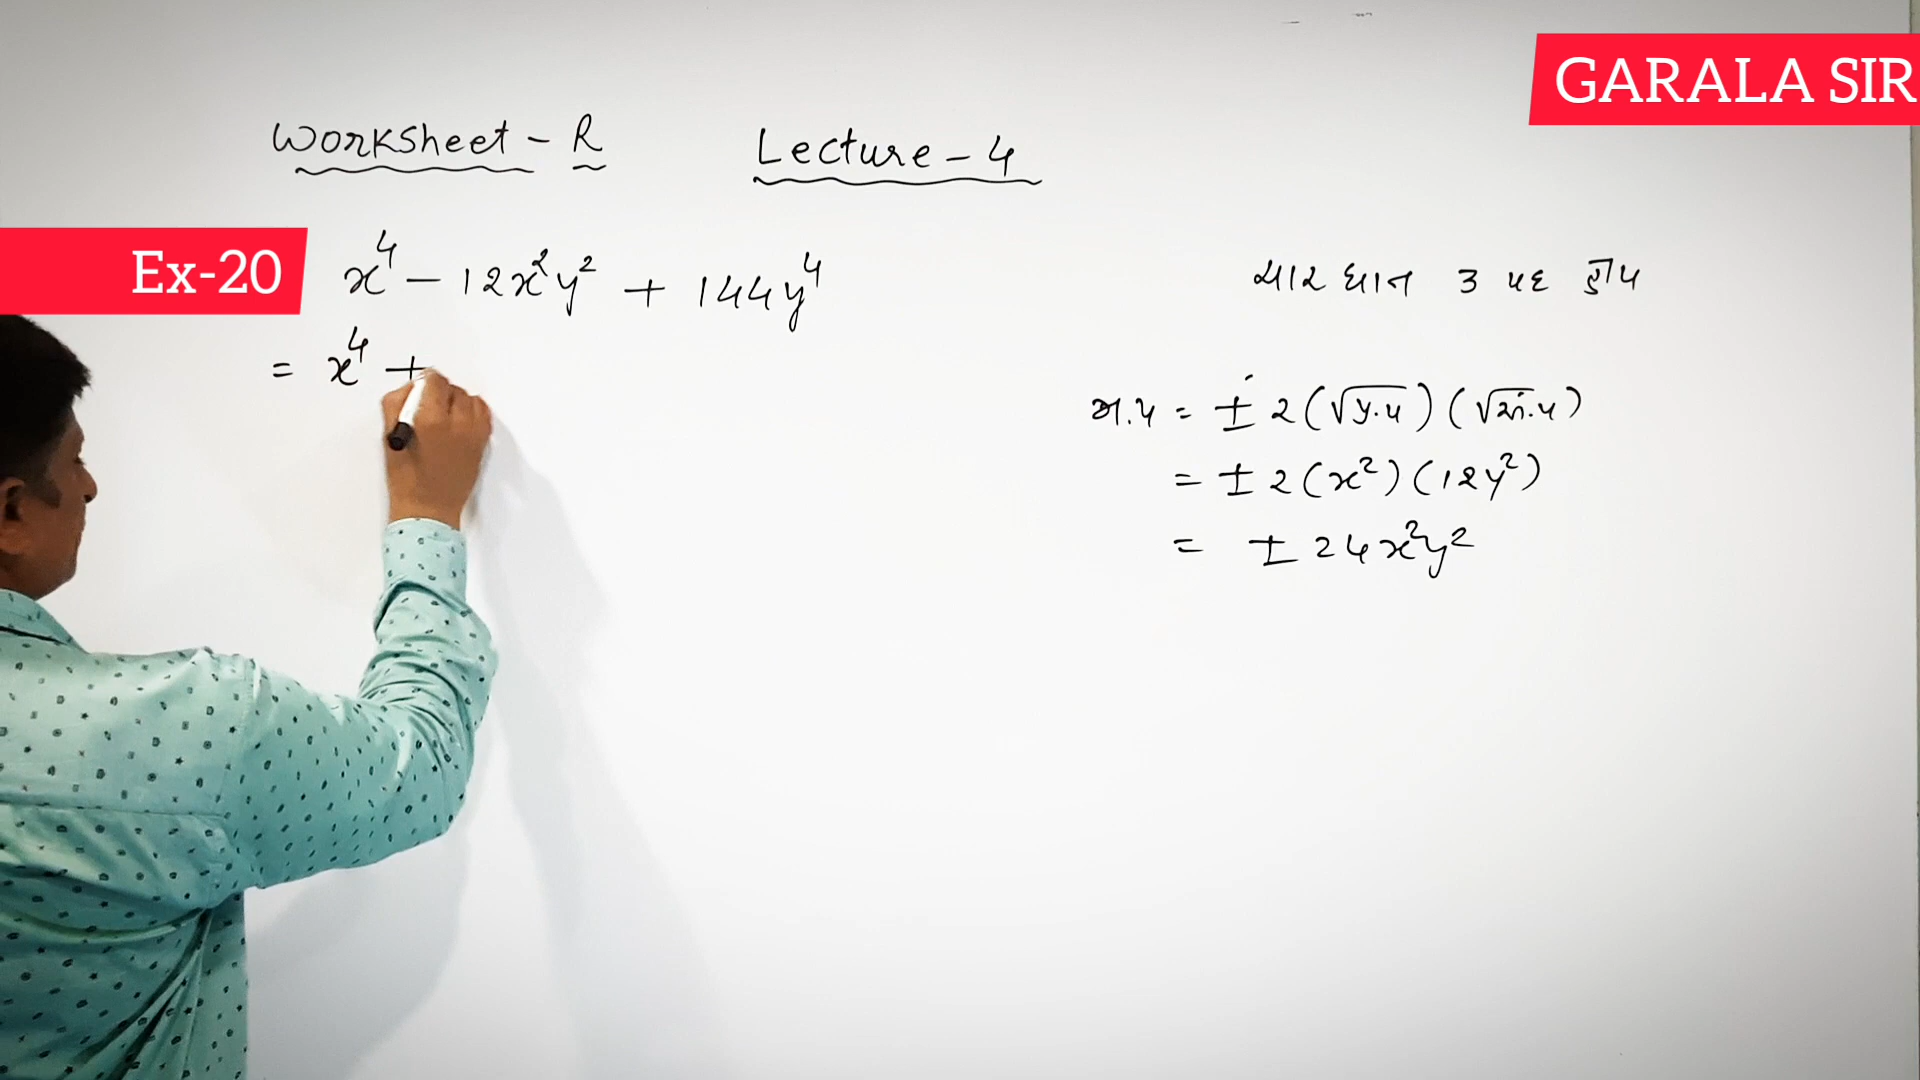 GARALA SIR
Worksheet - R
Lecture - 4
Ex-20
x⁴ - 12x²y² + 144y⁴
ચાર ઘાત 3 પદ હોય
= x⁴ +
મ.પ = ± 2(√પ્ર.પ)(√અં.પ)
= ± 2(x²)(12y²)
= ± 24x²y²